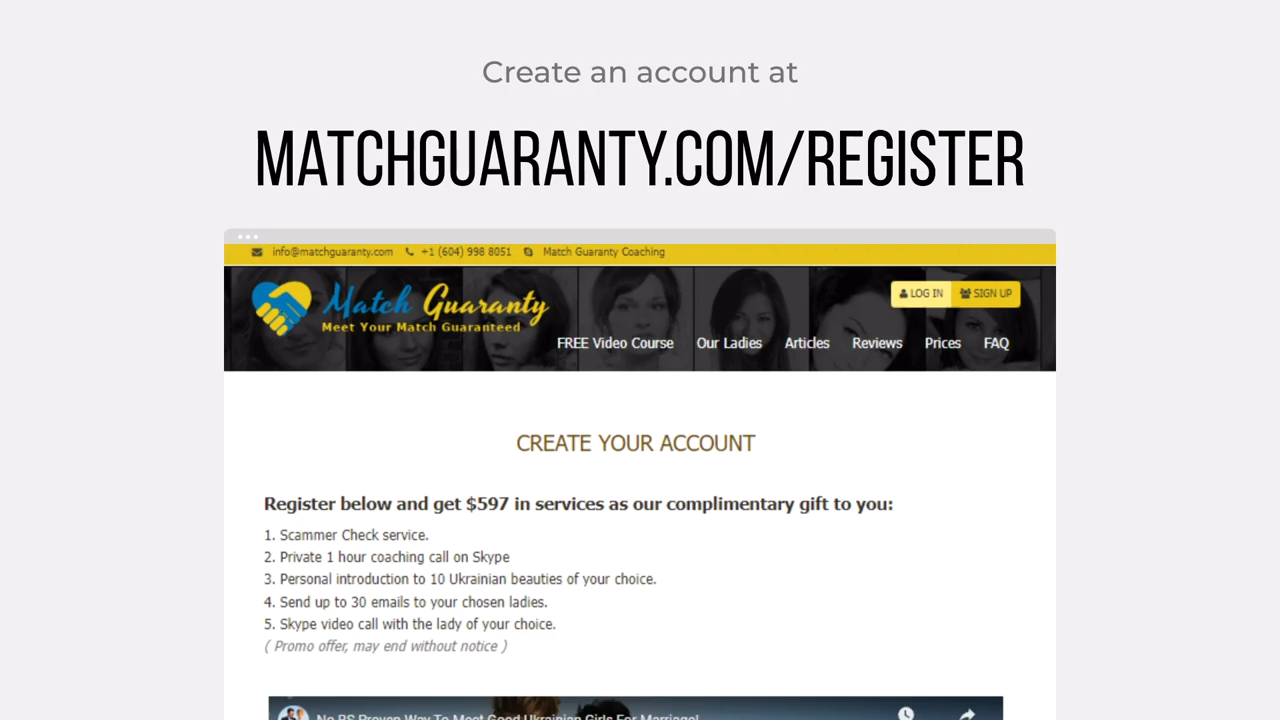 Create an account at
MATCHGUARANTY.COM/REGISTER
info@matchguaranty.com +1 (604) 998 8051 Match Guaranty Coaching
Match Guaranty
Meet Your Match Guaranteed
LOG IN SIGN UP
FREE Video Course Our Ladies Articles Reviews Prices FAQ
CREATE YOUR ACCOUNT
Register below and get $597 in services as our complimentary gift to you:
1. Scammer Check service.
2. Private 1 hour coaching call on Skype
3. Personal introduction to 10 Ukrainian beauties of your choice.
4. Send up to 30 emails to your chosen ladies.
5. Skype video call with the lady of your choice.
( Promo offer, may end without notice )
No BS Proven Way To Meet Good Ukrainian Girls For Marriage!